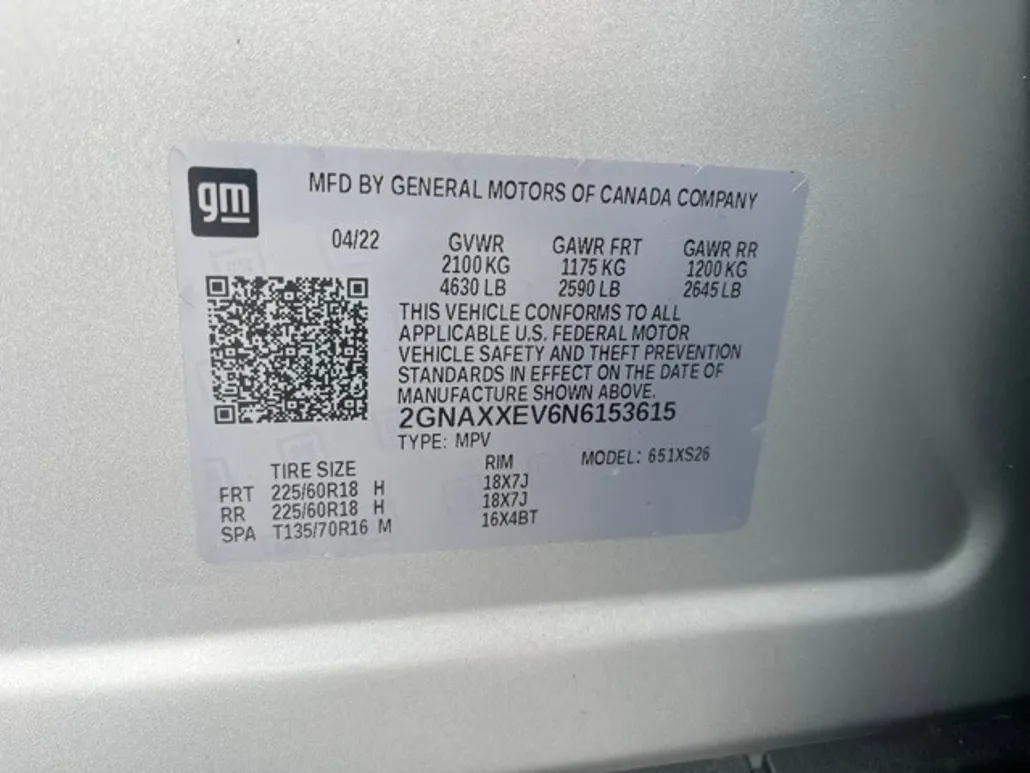 gm
MFD BY GENERAL MOTORS OF CANADA COMPANY
04/22 GVWR GAWR FRT GAWR RR
2100 KG 1175 KG 1200 KG
4630 LB 2590 LB 2645 LB
THIS VEHICLE CONFORMS TO ALL
APPLICABLE U.S. FEDERAL MOTOR
VEHICLE SAFETY AND THEFT PREVENTION
STANDARDS IN EFFECT ON THE DATE OF
MANUFACTURE SHOWN ABOVE.
2GNAXXEV6N6153615
TYPE: MPV
TIRE SIZE RIM MODEL: 651XS26
FRT 225/60R18 H 18X7J
RR 225/60R18 H 18X7J
SPA T135/70R16 M 16X4BT